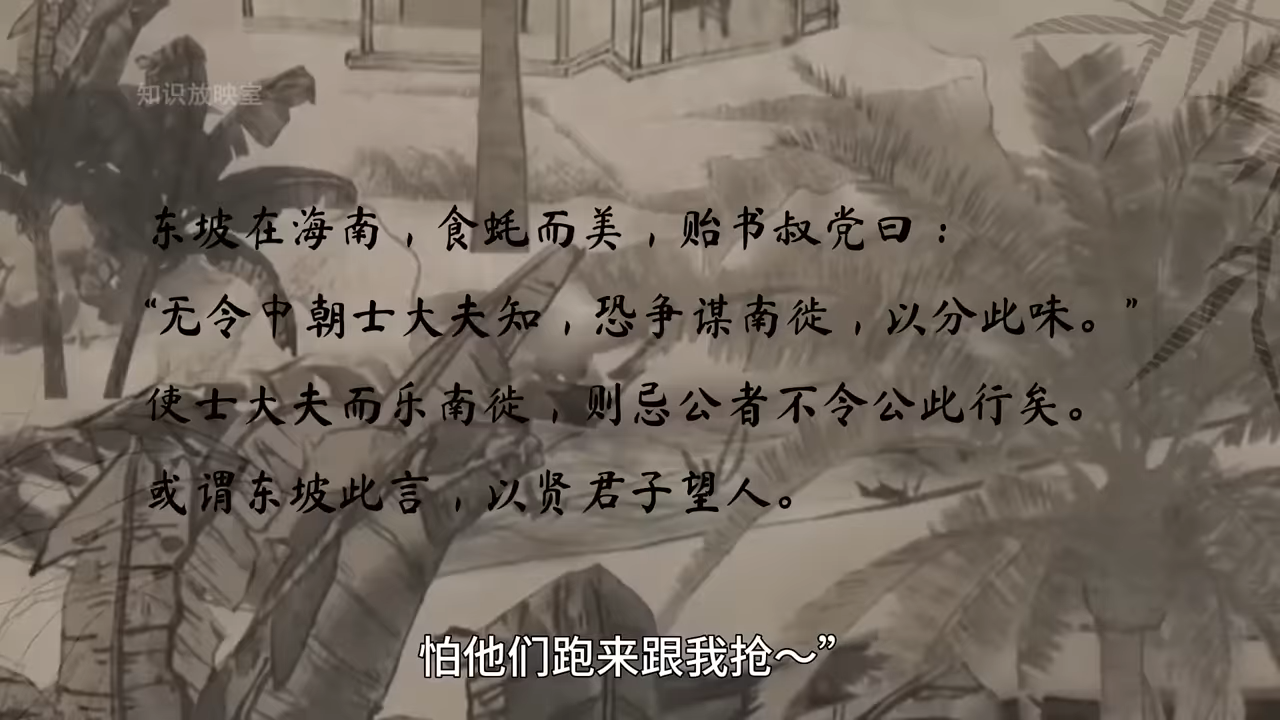 知识放映室
东坡在海南，食蚝而美，贻书叔党曰：
“无令中朝士大夫知，恐争谋南徙，以分此味。”
使士大夫而乐南徙，则忌公者不令公此行矣。
或谓东坡此言，以贤君子望人。
怕他们跑来跟我抢～”